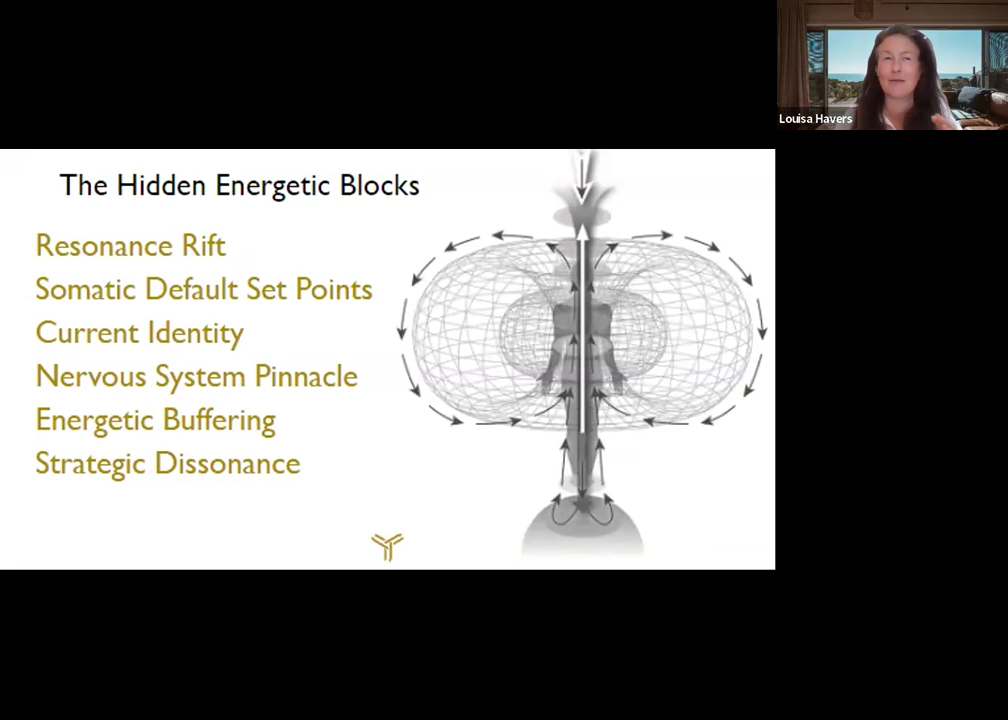 Louisa Havers
The Hidden Energetic Blocks
Resonance Rift
Somatic Default Set Points
Current Identity
Nervous System Pinnacle
Energetic Buffering
Strategic Dissonance